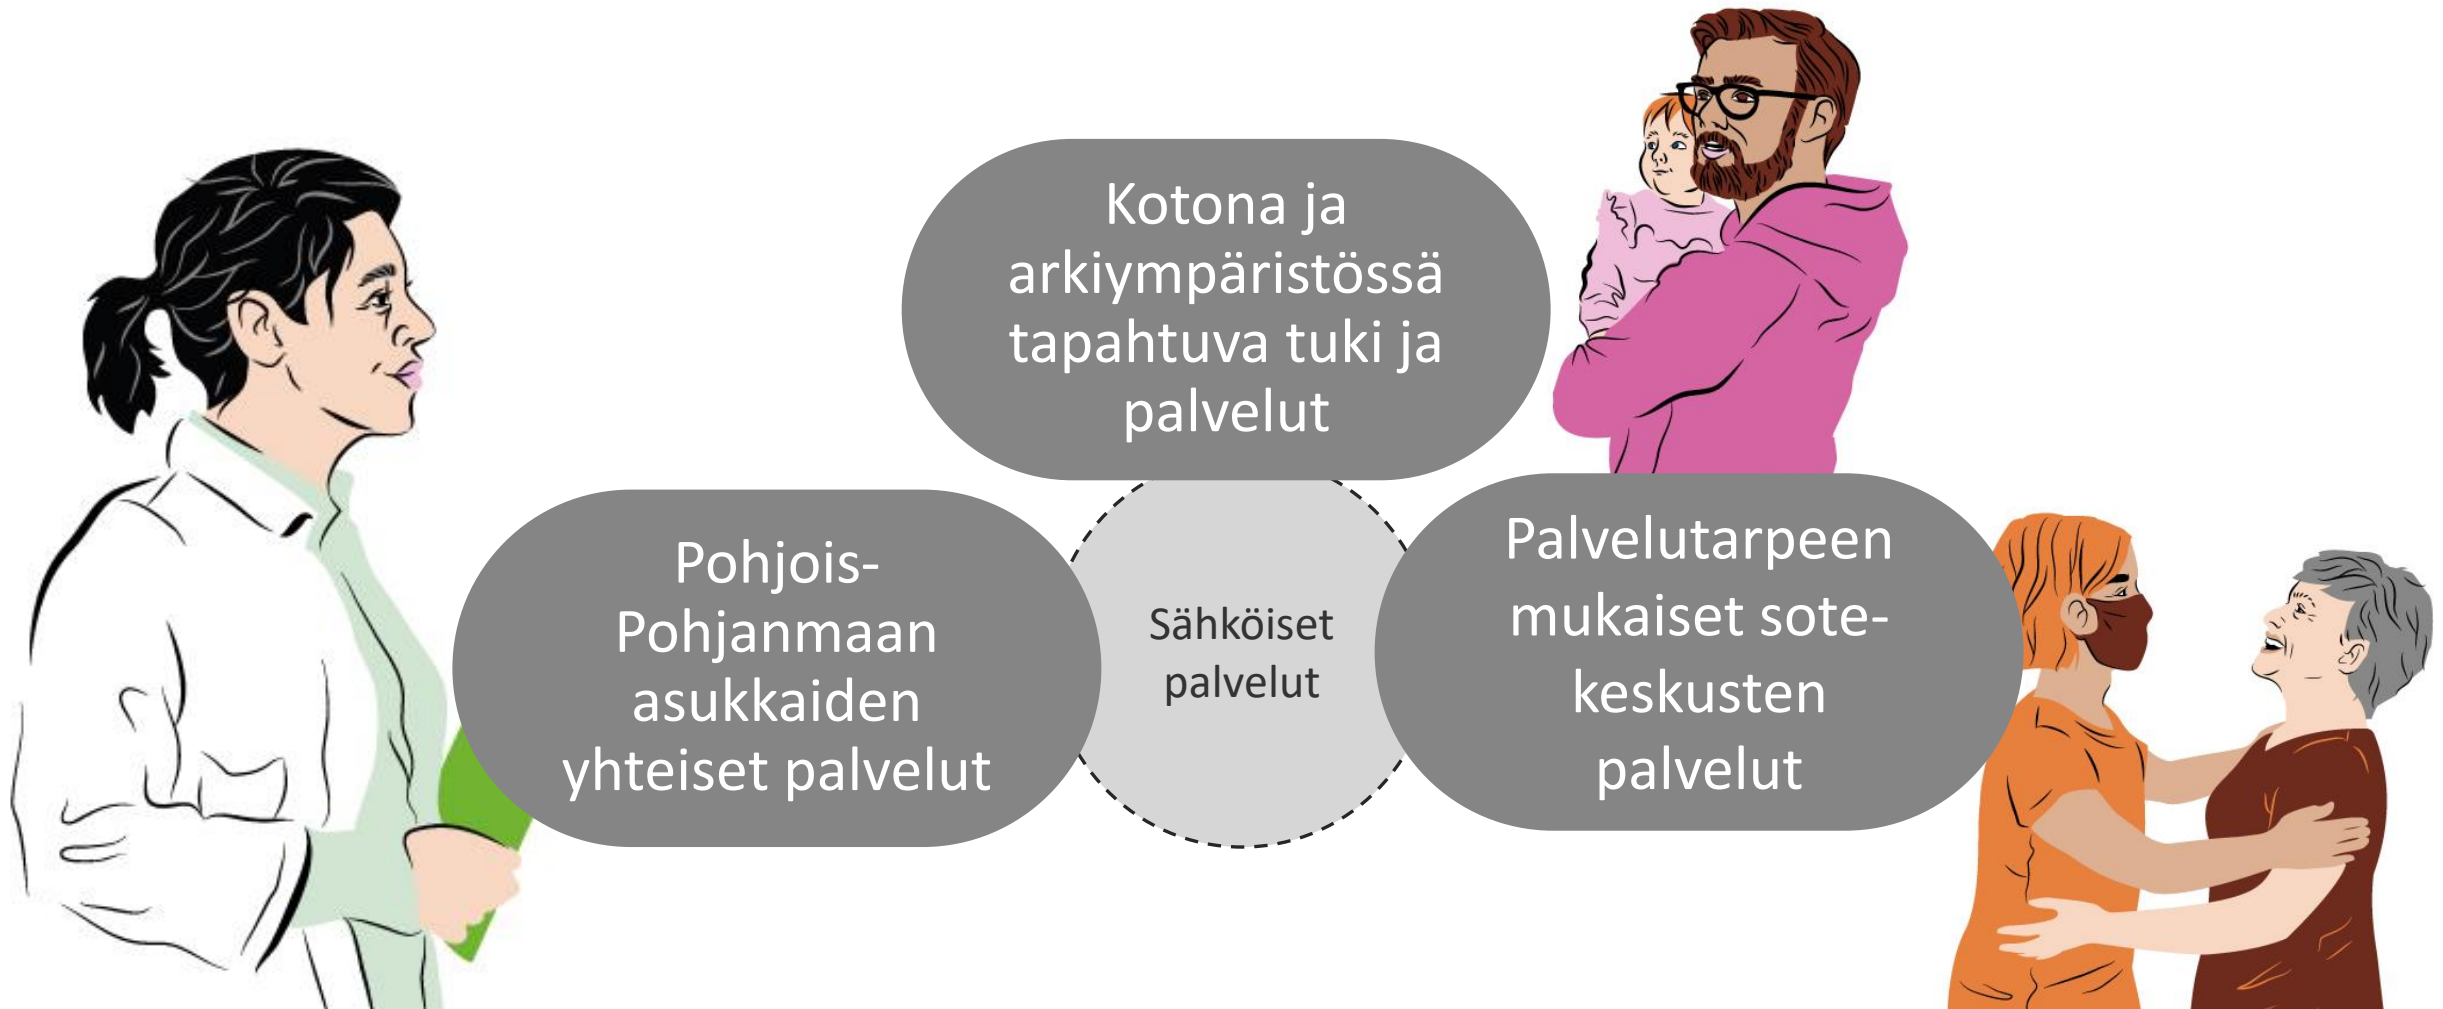 Kotona ja
arkiympäristössä
tapahtuva tuki ja
palvelut
Pohjois-
Pohjanmaan
asukkaiden
yhteiset palvelut
Sähköiset
palvelut
Palvelutarpeen
mukaiset sote-
keskusten
palvelut